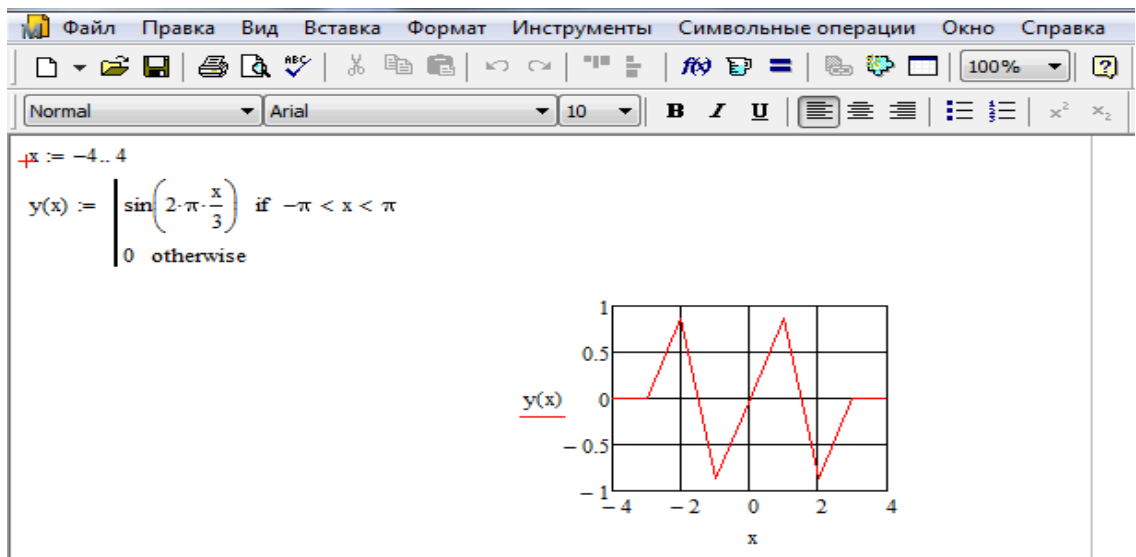 Файл Правка Вид Вставка Формат Инструменты Символьные операции Окно Справка
ABC f(x) = 100% ?
Normal Arial 10 B I U x² x₂
x := −4.. 4
y(x) := sin(2·π·x/3) if −π < x < π
0 otherwise
1
0.5
y(x) 0
− 0.5
− 1
− 4 − 2 0 2 4
x